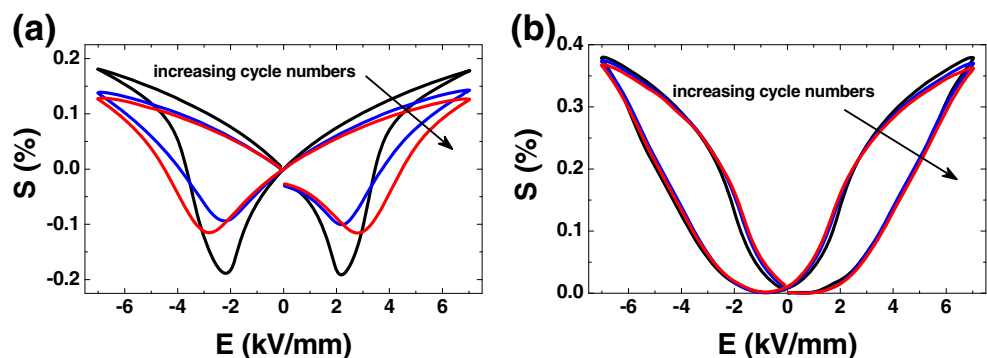 (a)
increasing cycle numbers
S (%)
0.2
0.1
0.0
-0.1
-0.2
-6 -4 -2 0 2 4 6
E (kV/mm)
(b)
increasing cycle numbers
S (%)
0.4
0.3
0.2
0.1
0.0
-6 -4 -2 0 2 4 6
E (kV/mm)